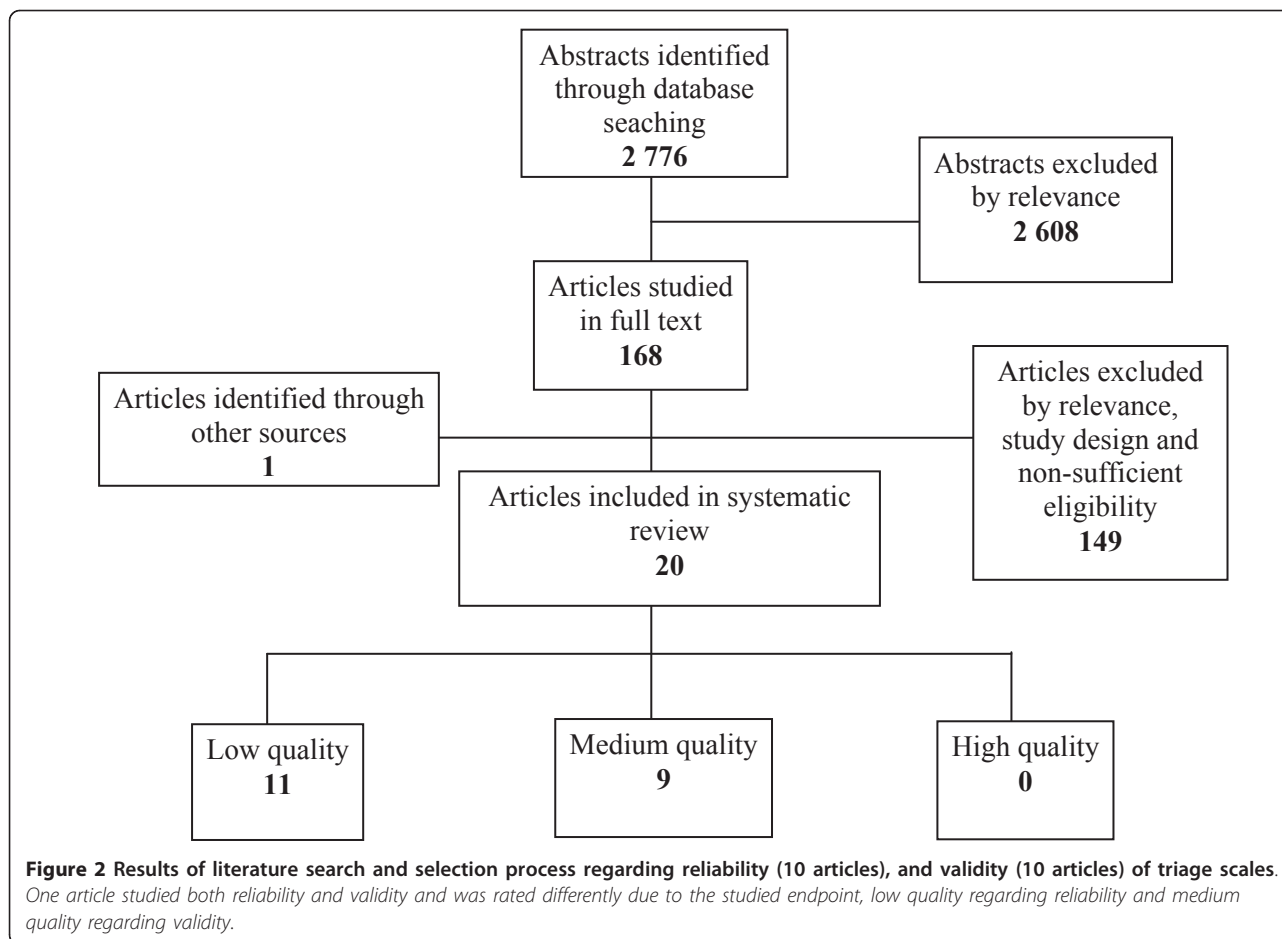 Abstracts identified
through database
seaching
2 776
Abstracts excluded
by relevance
2 608
Articles studied
in full text
168
Articles identified through
other sources
1
Articles excluded
by relevance,
study design and
non-sufficient
eligibility
149
Articles included in systematic
review
20
Low quality
11
Medium quality
9
High quality
0
Figure 2 Results of literature search and selection process regarding reliability (10 articles), and validity (10 articles) of triage scales.
One article studied both reliability and validity and was rated differently due to the studied endpoint, low quality regarding reliability and medium
quality regarding validity.